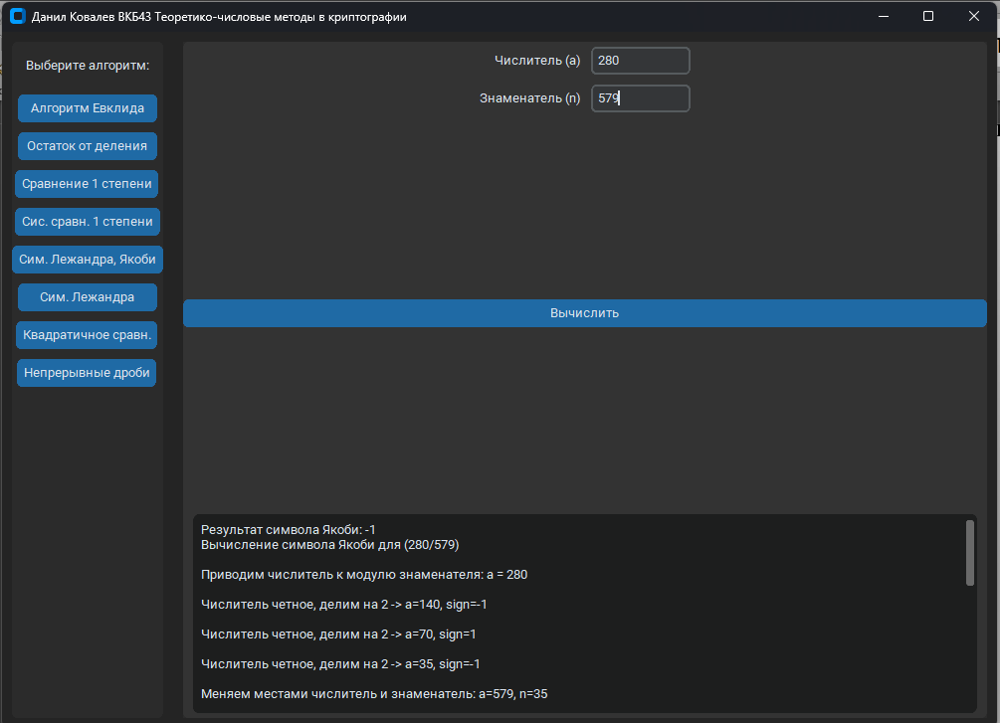 Данил Ковалев ВКБ43 Теоретико-числовые методы в криптографии
Выберите алгоритм:
Алгоритм Евклида
Остаток от деления
Сравнение 1 степени
Сис. сравн. 1 степени
Сим. Лежандра, Якоби
Сим. Лежандра
Квадратичное сравн.
Непрерывные дроби
Числитель (a) 280
Знаменатель (n) 579
Вычислить
Результат символа Якоби: -1
Вычисление символа Якоби для (280/579)
Приводим числитель к модулю знаменателя: a = 280
Числитель четное, делим на 2 -> a=140, sign=-1
Числитель четное, делим на 2 -> a=70, sign=1
Числитель четное, делим на 2 -> a=35, sign=-1
Меняем местами числитель и знаменатель: a=579, n=35